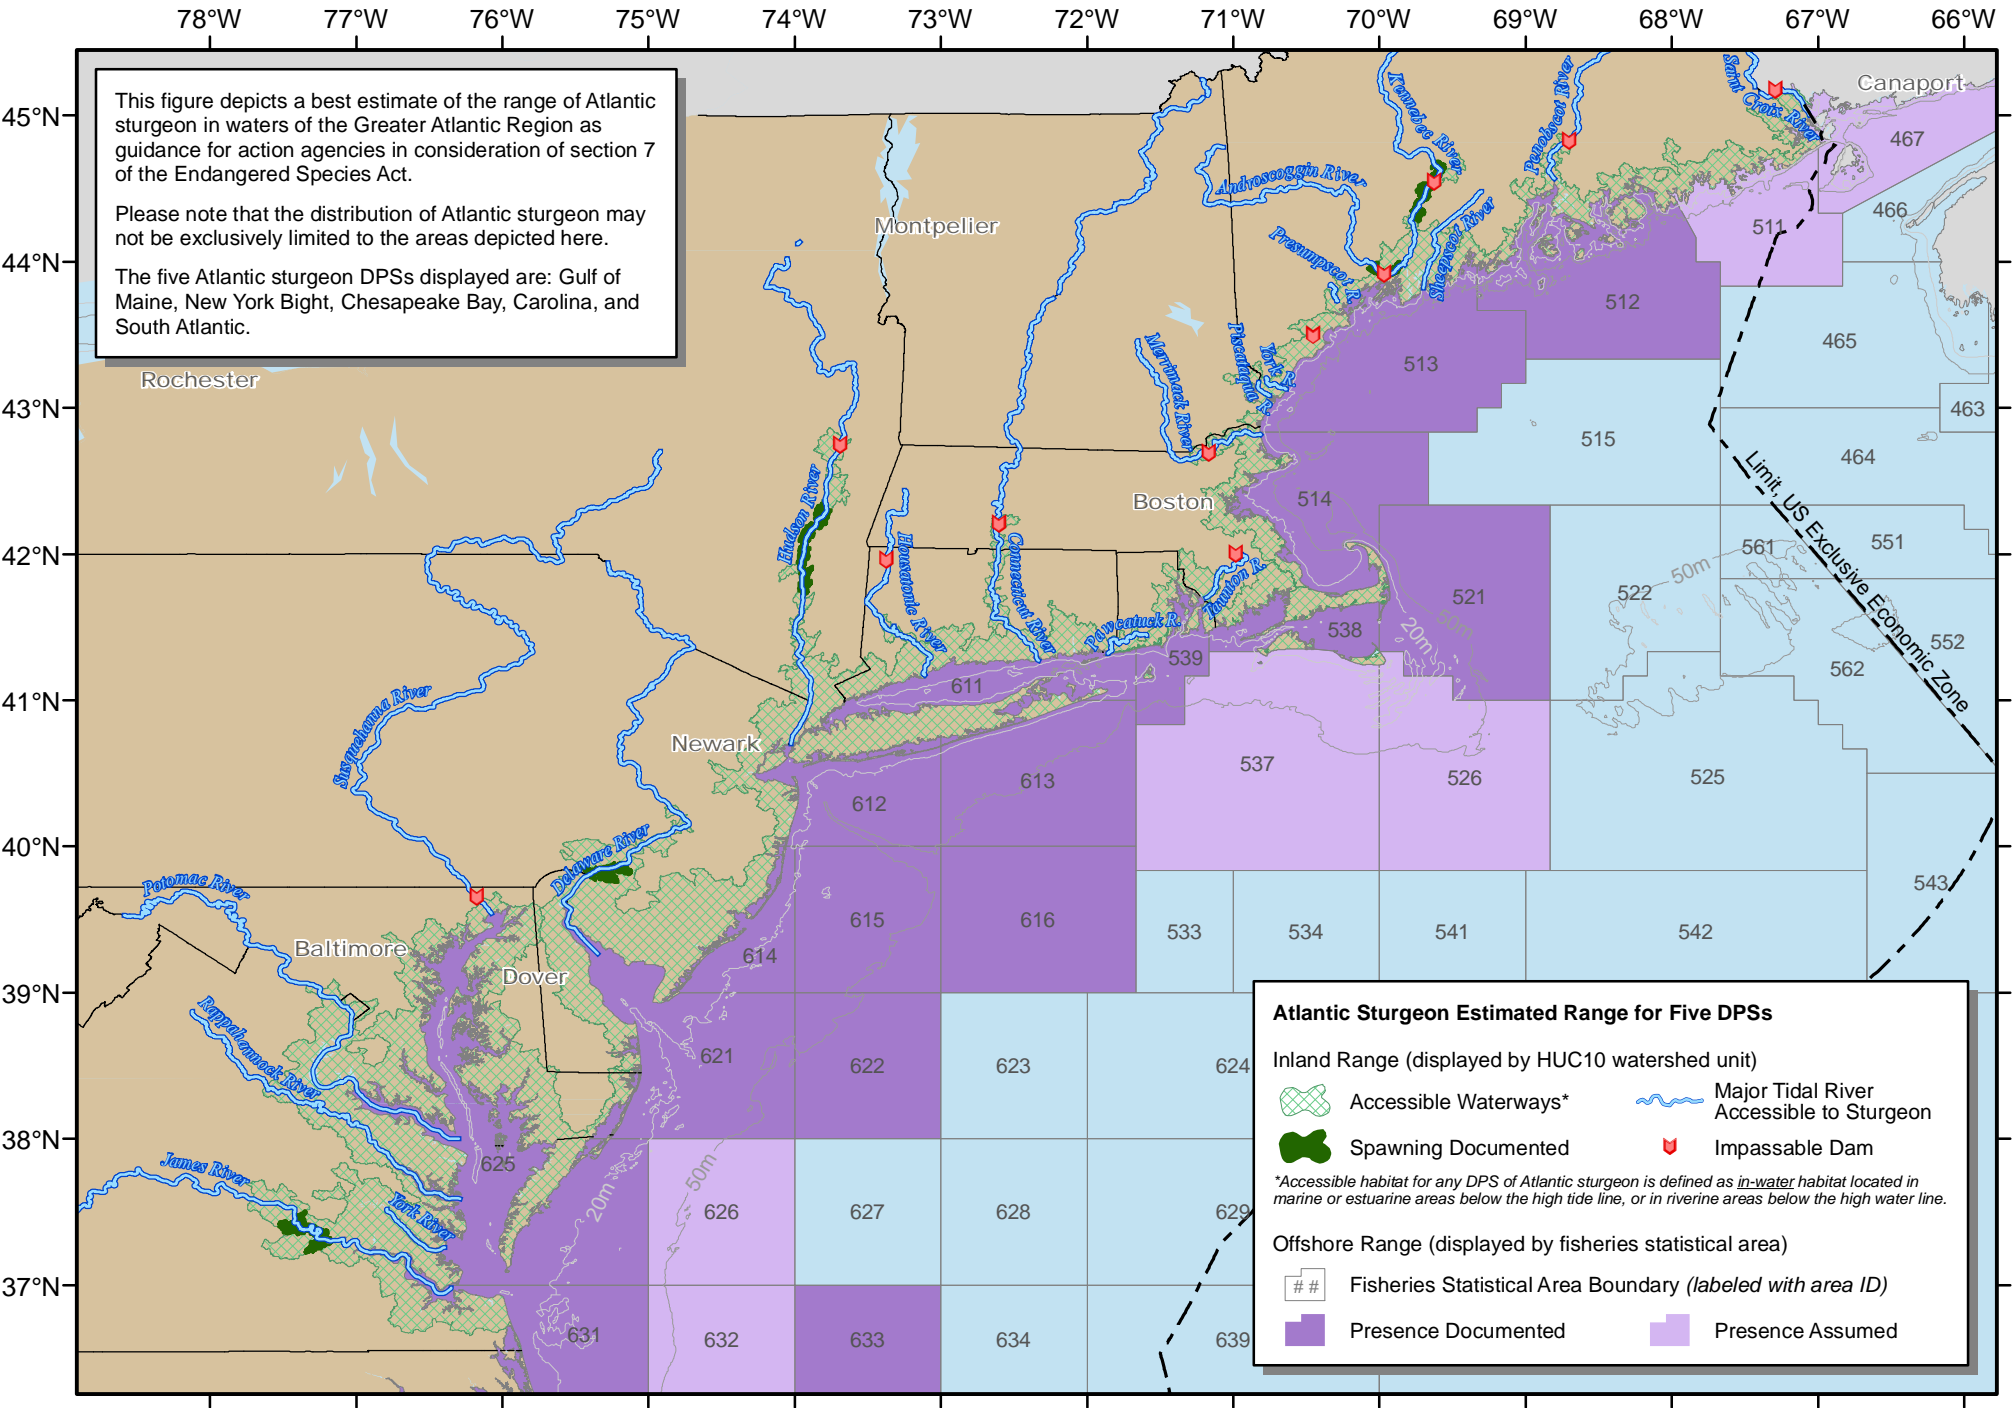 78°W 77°W 76°W 75°W 74°W 73°W 72°W 71°W 70°W 69°W 68°W 67°W 66°W
This figure depicts a best estimate of the range of Atlantic
sturgeon in waters of the Greater Atlantic Region as
guidance for action agencies in consideration of section 7
of the Endangered Species Act.
Please note that the distribution of Atlantic sturgeon may
not be exclusively limited to the areas depicted here.
The five Atlantic sturgeon DPSs displayed are: Gulf of
Maine, New York Bight, Chesapeake Bay, Carolina, and
South Atlantic.
45°N
44°N
43°N
42°N
41°N
40°N
39°N
38°N
37°N
Canaport
Saint Croix River
Penobscot River
Kennebec River
Androscoggin River
Sheepscot River
Presumpscot R.
Montpelier
Rochester
York R.
Piscataqua R.
Merrimack River
Boston
Hudson River
Housatonic River
Connecticut River
Pawcatuck R.
Taunton R.
Newark
Susquehanna River
Delaware River
Potomac River
Baltimore
Dover
Rappahannock River
James River
York River
467
466
511
512
465
513
463
515
464
514
561
551
522
521
50m
50m
20m
538
539
552
562
611
537
526
525
613
612
543
615
616
533
534
541
542
614
621
622
623
624
625
626
627
628
629
20m
50m
631
632
633
634
639
Limit, US Exclusive Economic Zone
Atlantic Sturgeon Estimated Range for Five DPSs
Inland Range (displayed by HUC10 watershed unit)
Accessible Waterways*
Major Tidal River
Accessible to Sturgeon
Spawning Documented
Impassable Dam
*Accessible habitat for any DPS of Atlantic sturgeon is defined as in-water habitat located in
marine or estuarine areas below the high tide line, or in riverine areas below the high water line.
Offshore Range (displayed by fisheries statistical area)
## Fisheries Statistical Area Boundary (labeled with area ID)
Presence Documented
Presence Assumed